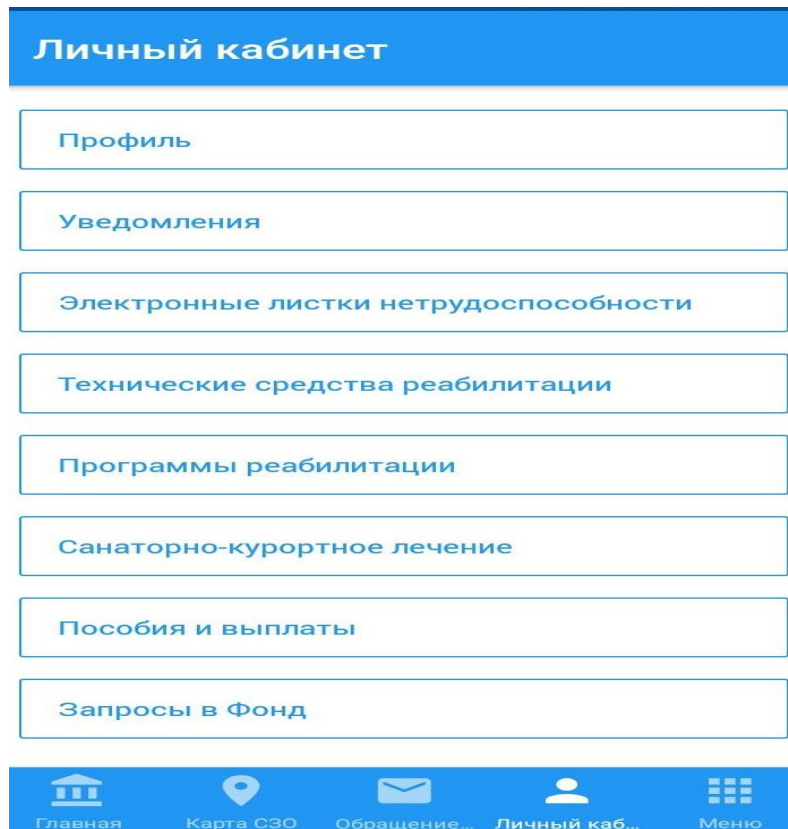 Личный кабинет
Профиль
Уведомления
Электронные листки нетрудоспособности
Технические средства реабилитации
Программы реабилитации
Санаторно-курортное лечение
Пособия и выплаты
Запросы в Фонд
Главная
Карта СЗО
Обращение...
Личный каб...
Меню